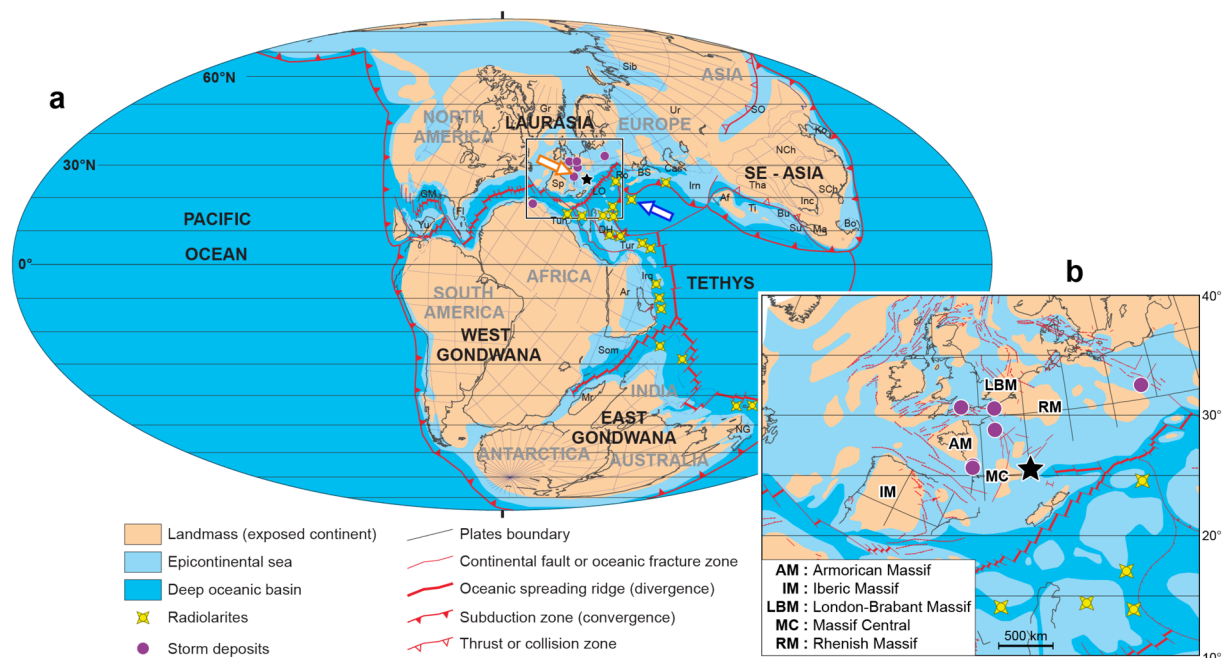 a
60°N
30°N
0°
PACIFIC
OCEAN
NORTH
AMERICA
LAURASIA
EUROPE
ASIA
SE - ASIA
AFRICA
SOUTH
AMERICA
WEST
GONDWANA
TETHYS
INDIA
EAST
GONDWANA
ANTARCTICA
AUSTRALIA
Sib
Gr
Ur
SO
Ko
NCh
SCh
Tha
Inc
Af
Ti
Bu
Su
Ma
Bo
Irn
Cas
BS
Ro
LO
Sp
GM
Fl
Yu
Tun
Tur
Irq
Ar
Som
Mr
NG
b
40°
30°
20°
10°
LBM
RM
AM
MC
IM
AM : Armorican Massif
IM : Iberic Massif
LBM : London-Brabant Massif
MC : Massif Central
RM : Rhenish Massif
500 km
Landmass (exposed continent)
Epicontinental sea
Deep oceanic basin
Radiolarites
Storm deposits
Plates boundary
Continental fault or oceanic fracture zone
Oceanic spreading ridge (divergence)
Subduction zone (convergence)
Thrust or collision zone